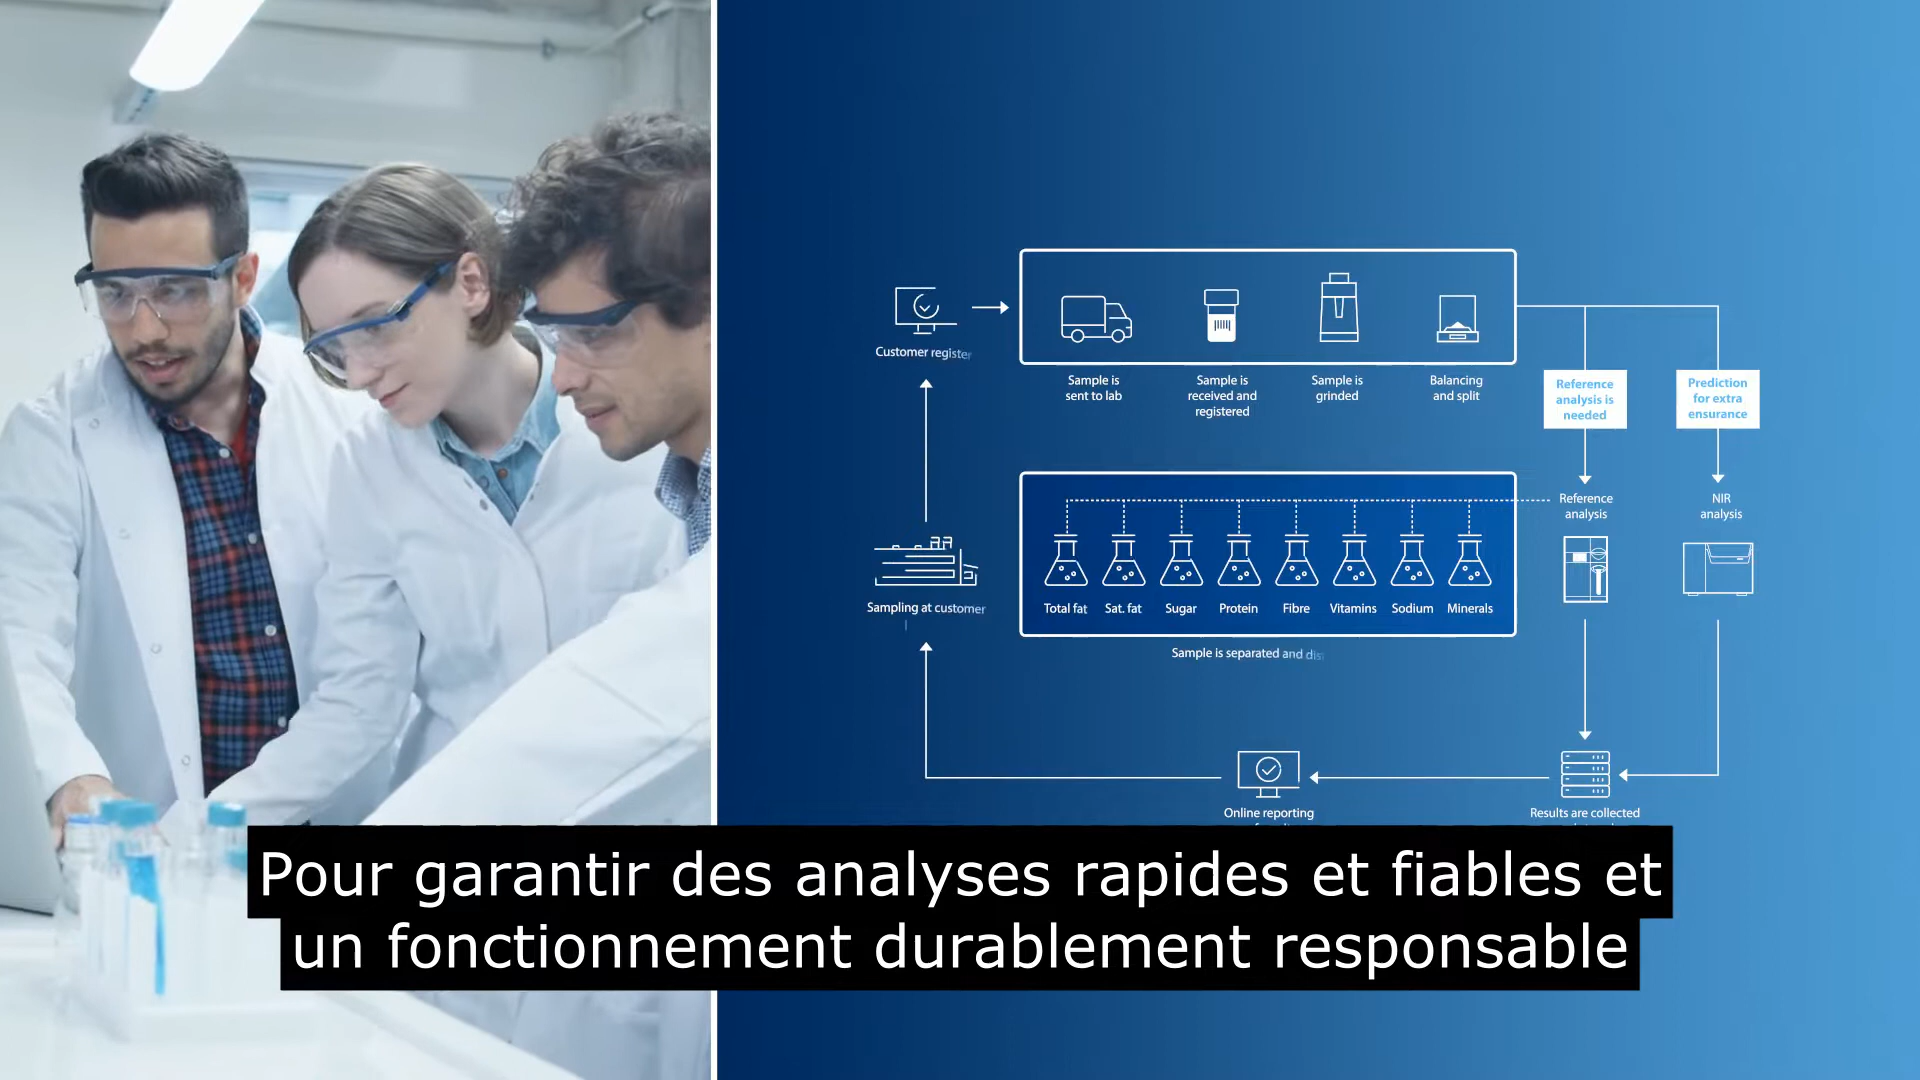 Customer register
Sample is
sent to lab
Sample is
received and
registered
Sample is
grinded
Balancing
and split
Reference
analysis is
needed
Prediction
for extra
ensurance
Reference
analysis
NIR
analysis
Sampling at customer
Total fat
Sat. fat
Sugar
Protein
Fibre
Vitamins
Sodium
Minerals
Sample is separated and
Online reporting
Results are collected
Pour garantir des analyses rapides et fiables et
un fonctionnement durablement responsable